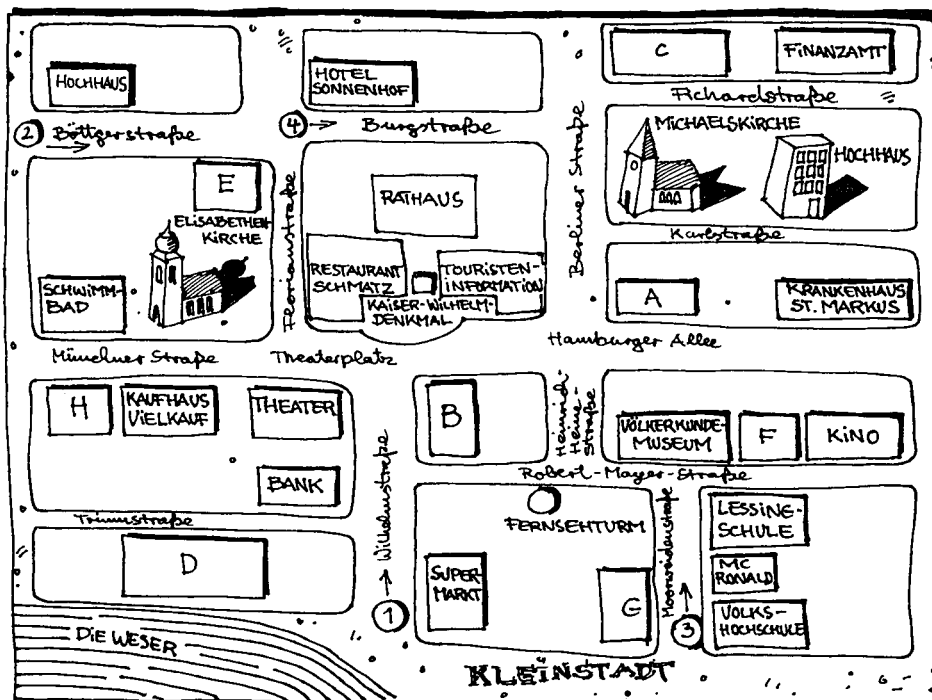 C
FINANZAMT
HOCHHAUS
HOTEL
SONNENHOF
Fichardstraße
② Böttgerstraße
④ Burgstraße
Berliner Straße
MICHAELSKIRCHE
HOCHHAUS
E
ELISABETHEN-
KIRCHE
Florianstraße
RATHAUS
Karlstraße
SCHWIMM-
BAD
RESTAURANT
SCHMATZ
TOURISTEN-
INFORMATION
KAISER-WILHELM-
DENKMAL
A
KRANKENHAUS
ST. MARKUS
Münchner Straße
Theaterplatz
Hamburger Allee
H
KAUFHAUS
VIELKAUF
THEATER
B
Heinrich-
Heine-
straße
VÖLKERKUNDE-
MUSEUM
F
KINO
BANK
Wilhelmstraße
Robert-Mayer-Straße
Trimmstraße
FERNSEHTURM
LESSING-
SCHULE
D
SUPER-
MARKT
G
MC
RONALD
①
③
VOLKS-
HOCHSCHULE
DIE WESER
KLEINSTADT